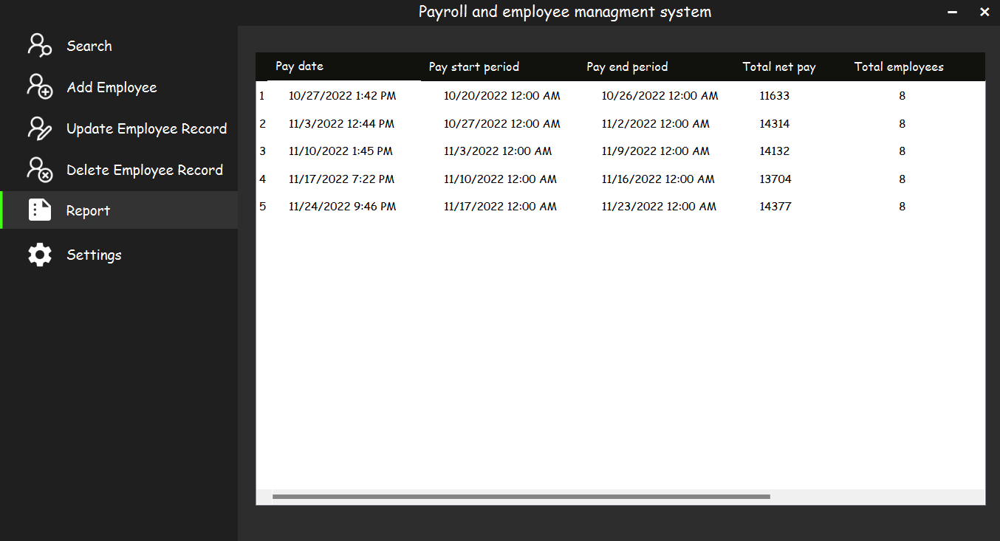 Payroll and employee managment system
Search
Add Employee
Update Employee Record
Delete Employee Record
Report
Settings
Pay date Pay start period Pay end period Total net pay Total employees
1 10/27/2022 1:42 PM 10/20/2022 12:00 AM 10/26/2022 12:00 AM 11633 8
2 11/3/2022 12:44 PM 10/27/2022 12:00 AM 11/2/2022 12:00 AM 14314 8
3 11/10/2022 1:45 PM 11/3/2022 12:00 AM 11/9/2022 12:00 AM 14132 8
4 11/17/2022 7:22 PM 11/10/2022 12:00 AM 11/16/2022 12:00 AM 13704 8
5 11/24/2022 9:46 PM 11/17/2022 12:00 AM 11/23/2022 12:00 AM 14377 8